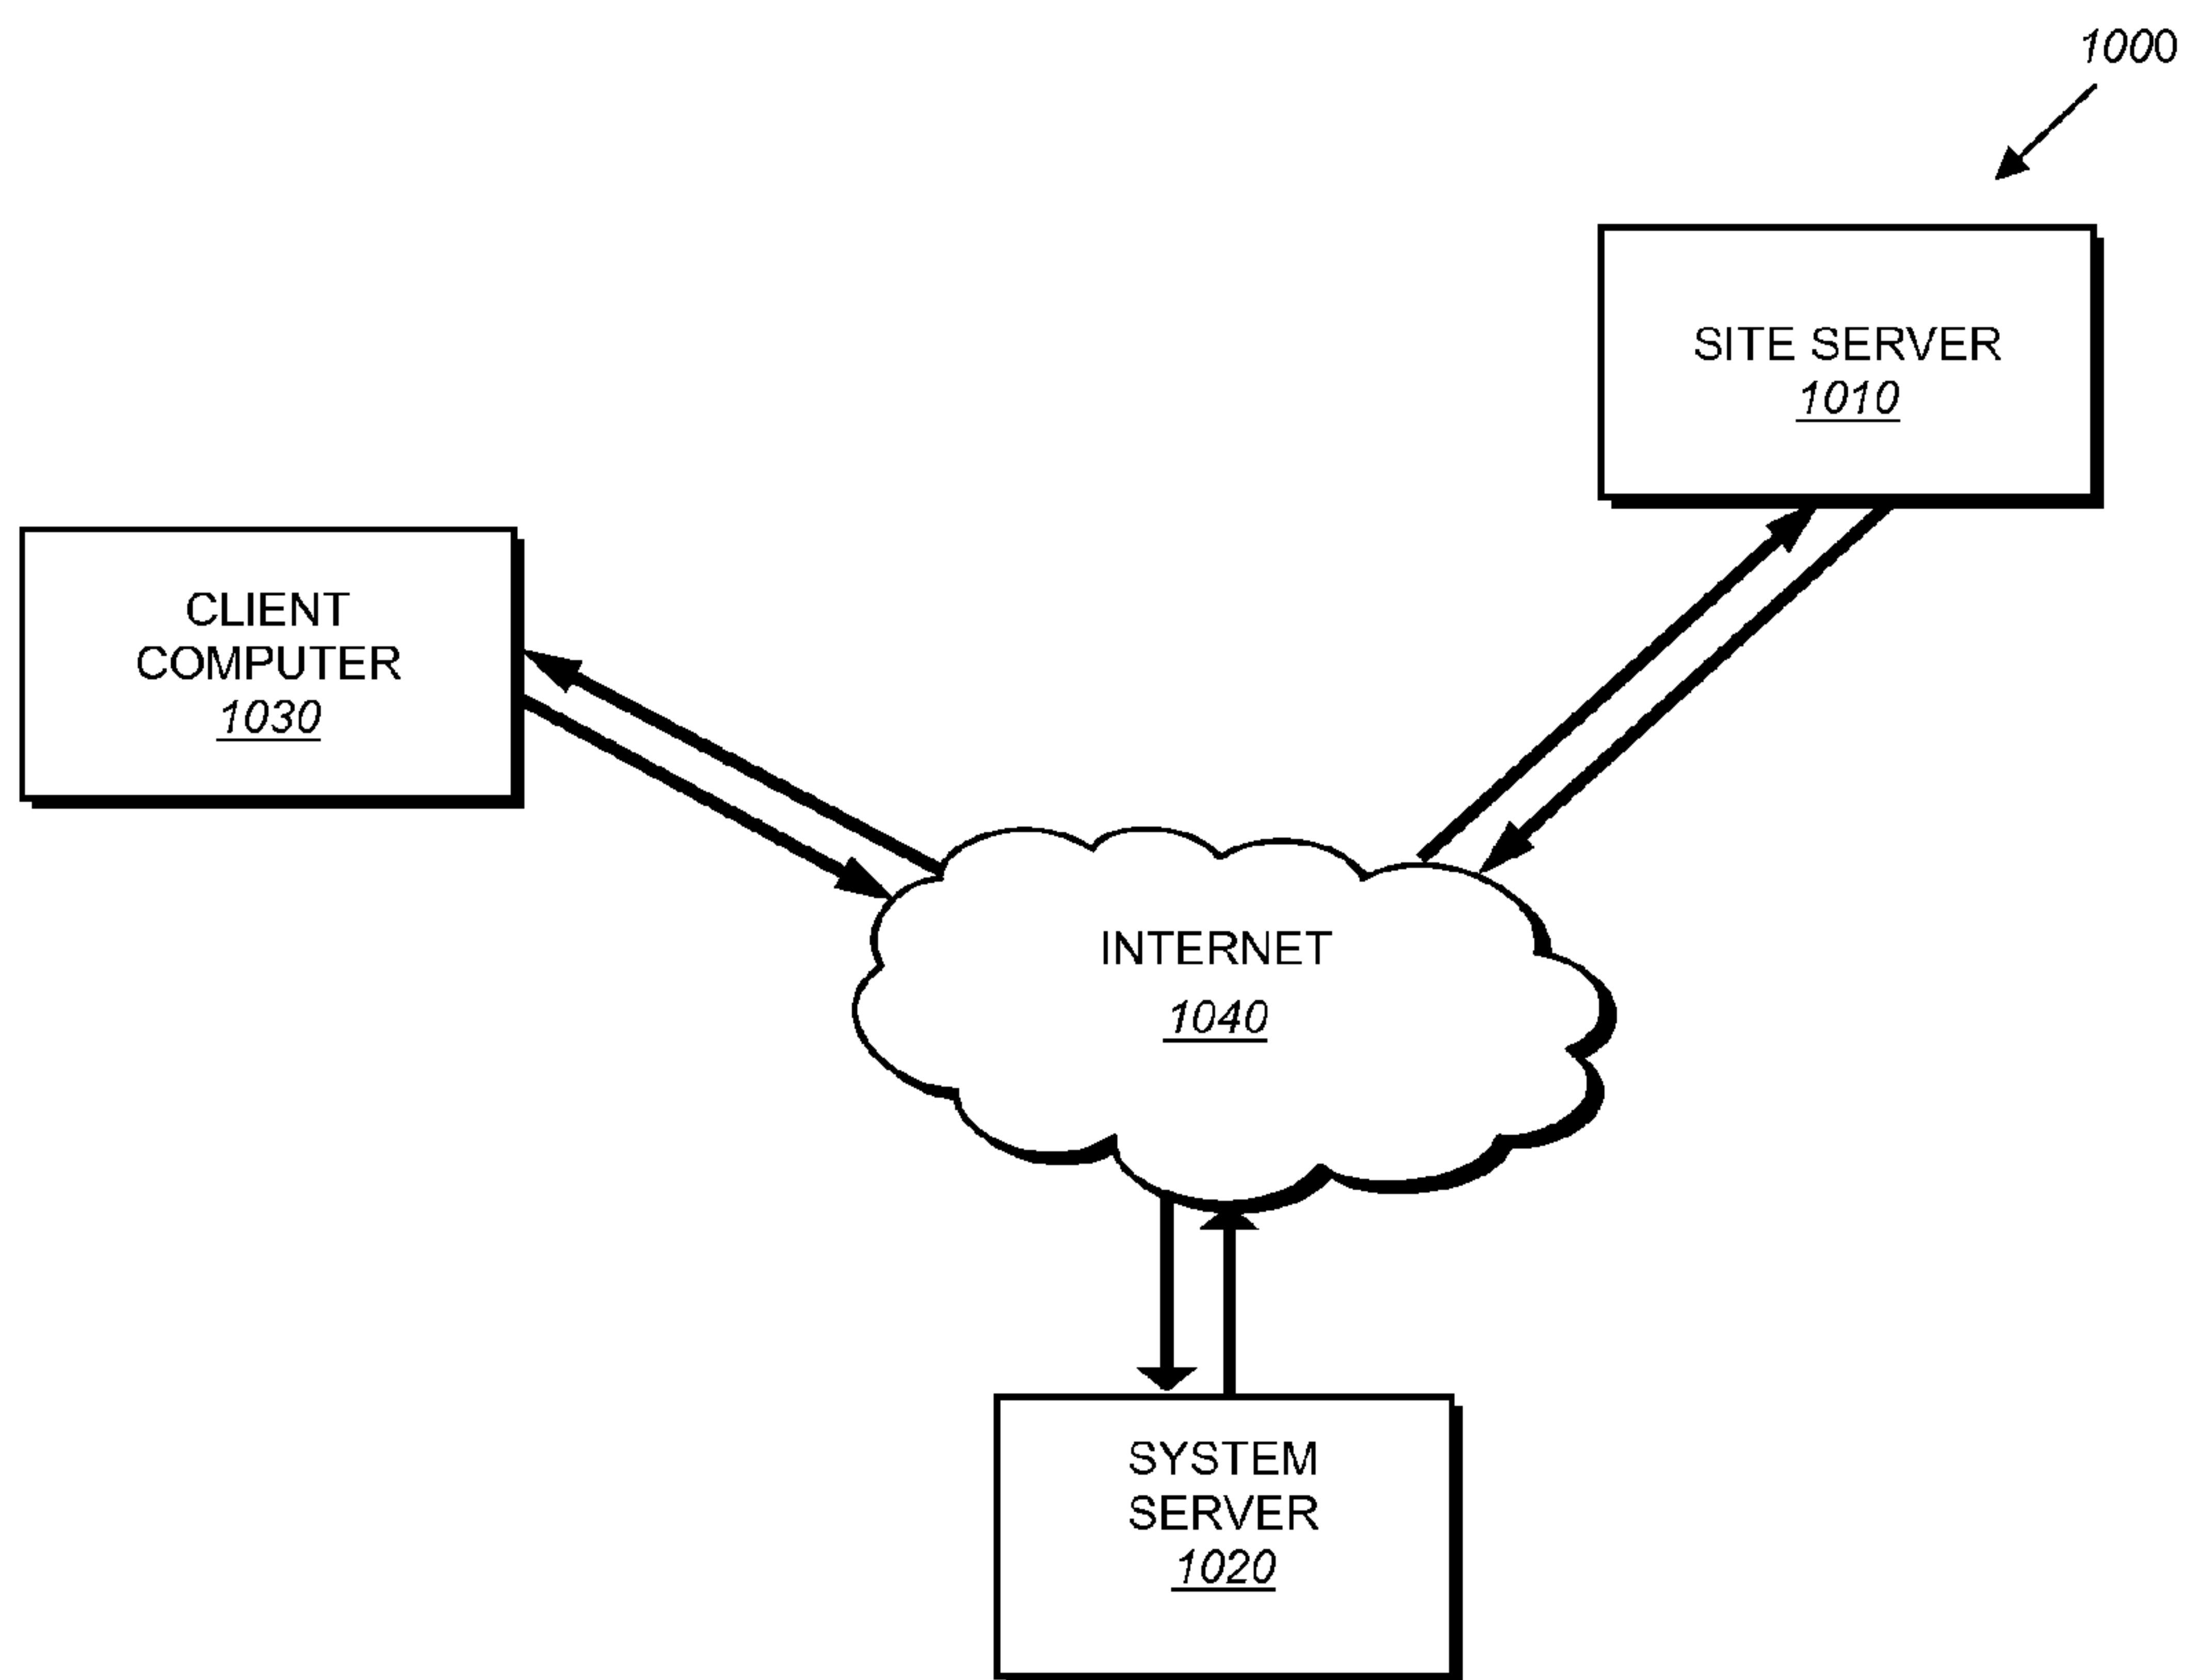 1000
SITE SERVER
1010
CLIENT
COMPUTER
1030
INTERNET
1040
SYSTEM
SERVER
1020